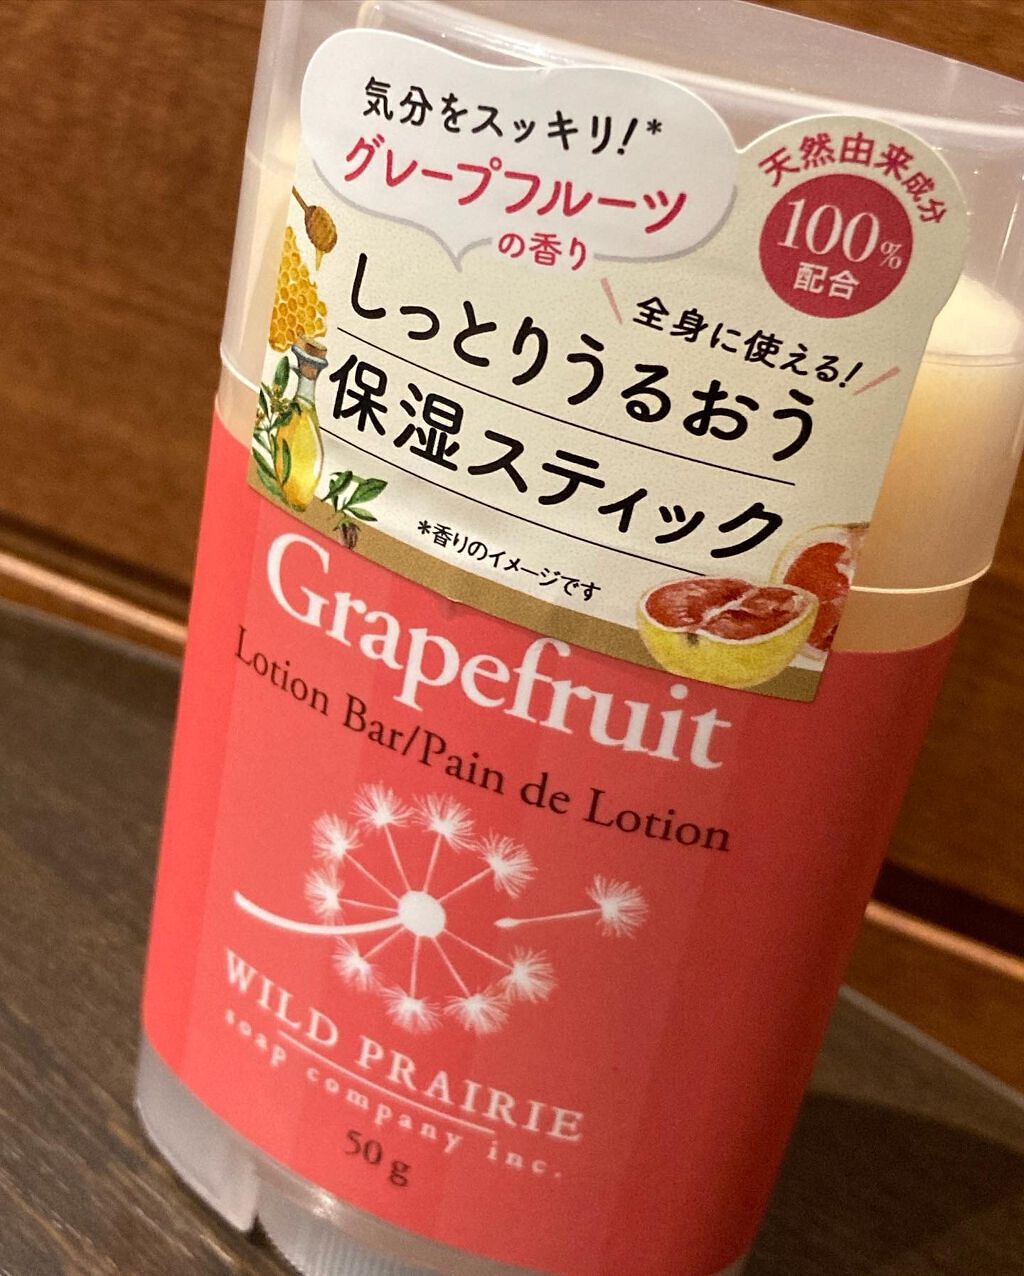 気分をスッキリ!*
グレープフルーツ
の香り
天然由来成分
100%
配合
全身に使える!
しっとりうるおう
保湿スティック
*香りのイメージです
Grapefruit
Lotion Bar/Pain de Lotion
WILD PRAIRIE
soap company inc.
50 g